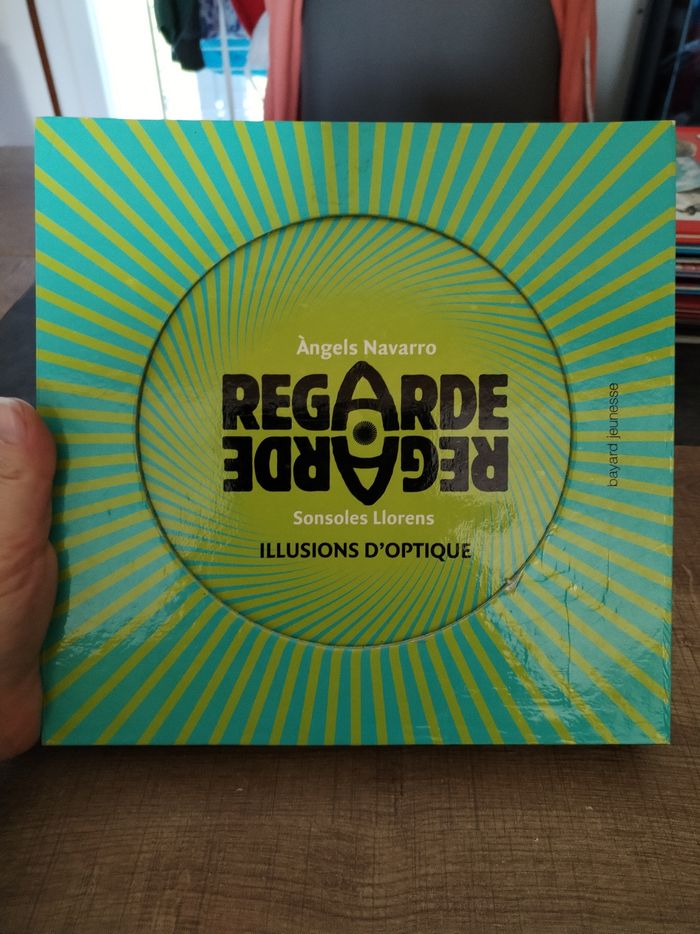 Àngels Navarro
REGARDE
REGARDE
Sonsoles Llorens
ILLUSIONS D'OPTIQUE
bayard jeunesse